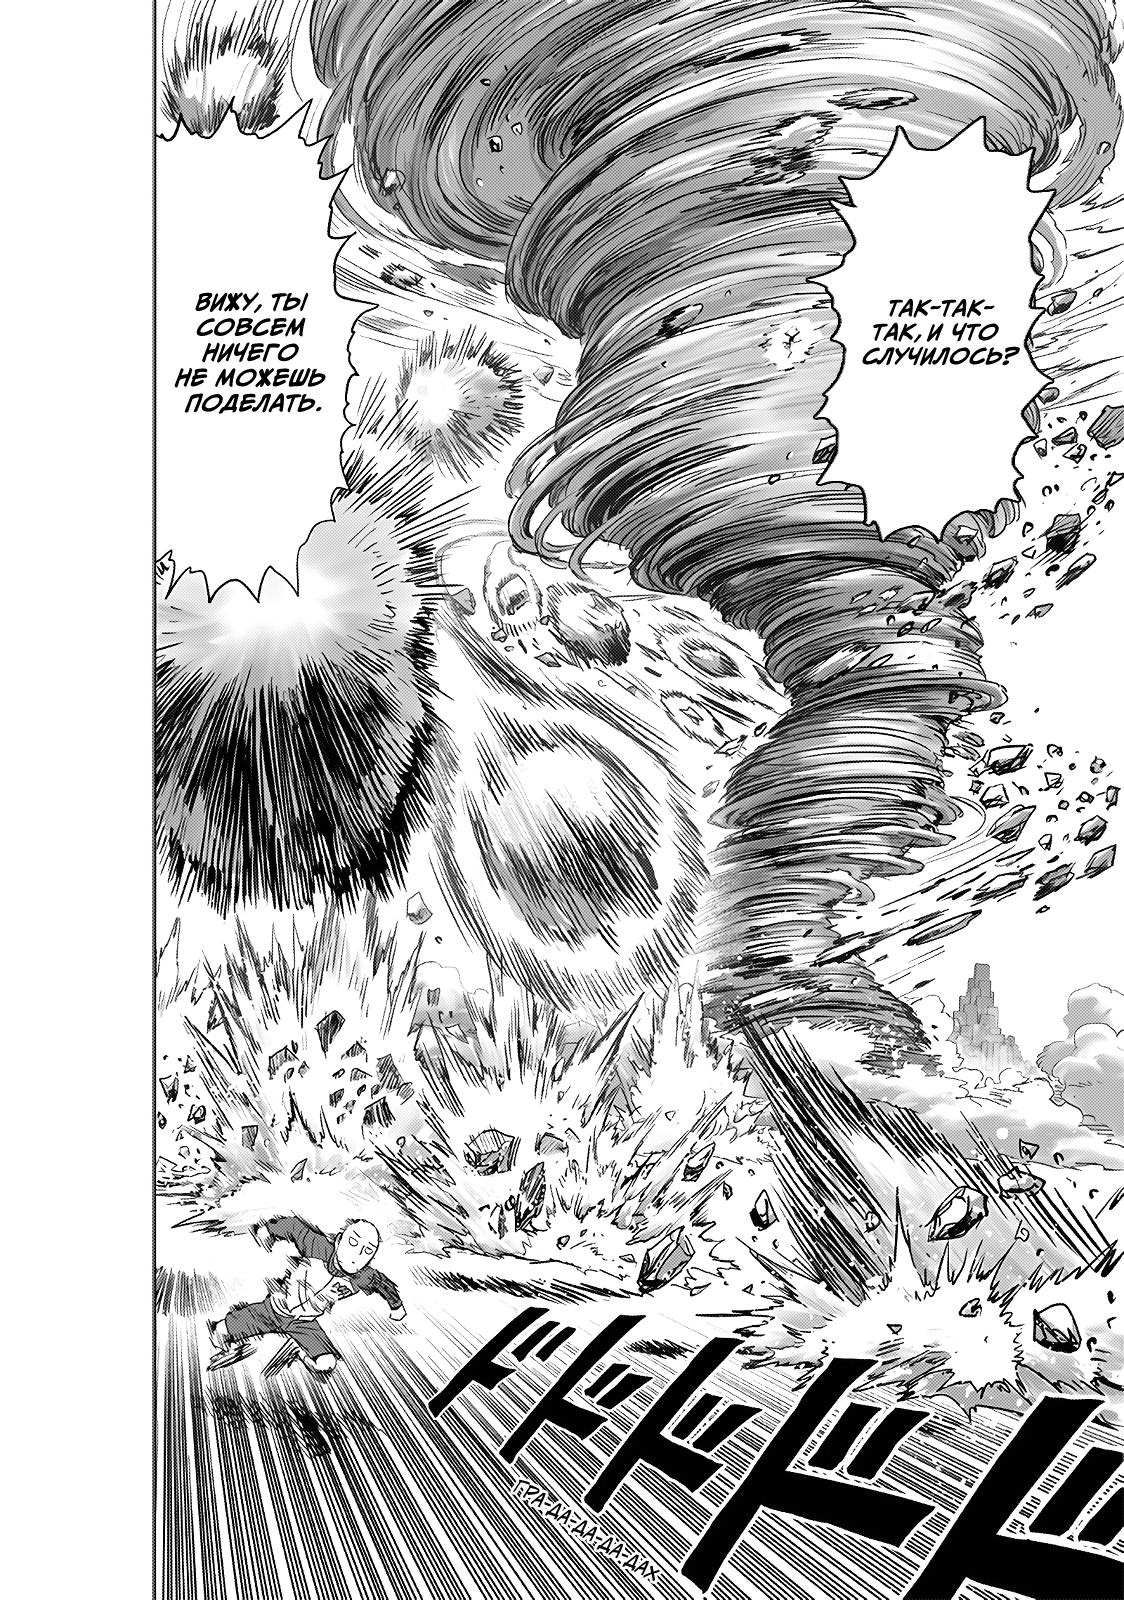 ТАК-ТАК-
ТАК, И ЧТО
СЛУЧИЛОСЬ?
ВИЖУ, ТЫ
СОВСЕМ
НИЧЕГО
НЕ МОЖЕШЬ
ПОДЕЛАТЬ.
ドドドドド
ГРА-ДА-ДА-ДА-ДАХ